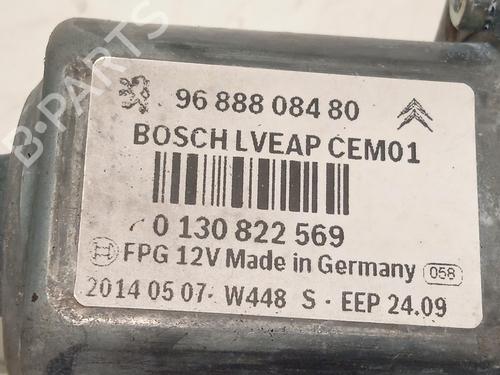 B-PARTS
96 888 084 80
BOSCH LVEAP CEM01
0 130 822 569
FPG 12V Made in Germany 058
2014 05 07· W448 S · EEP 24.09